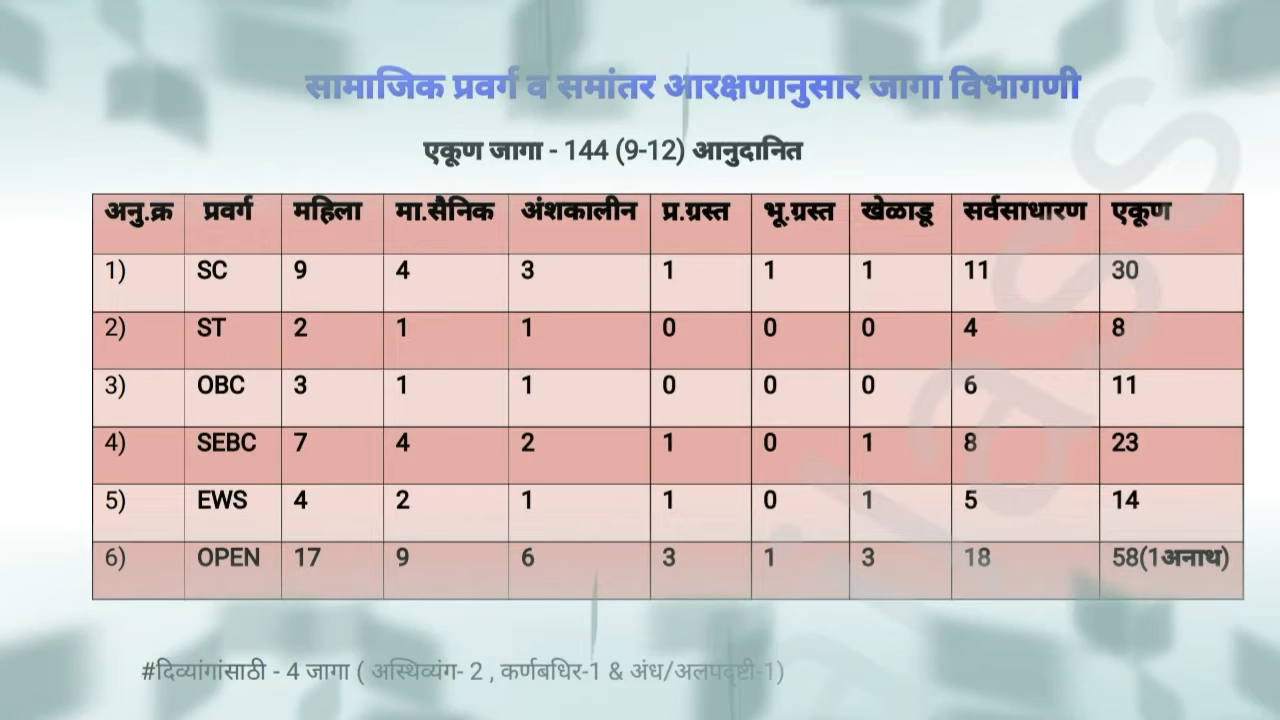 सामाजिक प्रवर्ग व समांतर आरक्षणानुसार जागा विभागणी
एकूण जागा - 144 (9-12) आनुदानित
अनु.क्र प्रवर्ग महिला मा.सैनिक अंशकालीन प्र.ग्रस्त भू.ग्रस्त खेळाडू सर्वसाधारण एकूण
1) SC 9 4 3 1 1 1 11 30
2) ST 2 1 1 0 0 0 4 8
3) OBC 3 1 1 0 0 0 6 11
4) SEBC 7 4 2 1 0 1 8 23
5) EWS 4 2 1 1 0 1 5 14
6) OPEN 17 9 6 3 1 3 18 58(1अनाथ)
#दिव्यांगांसाठी - 4 जागा ( अस्थिव्यंग- 2 , कर्णबधिर-1 & अंध/अलपदृष्टी-1)